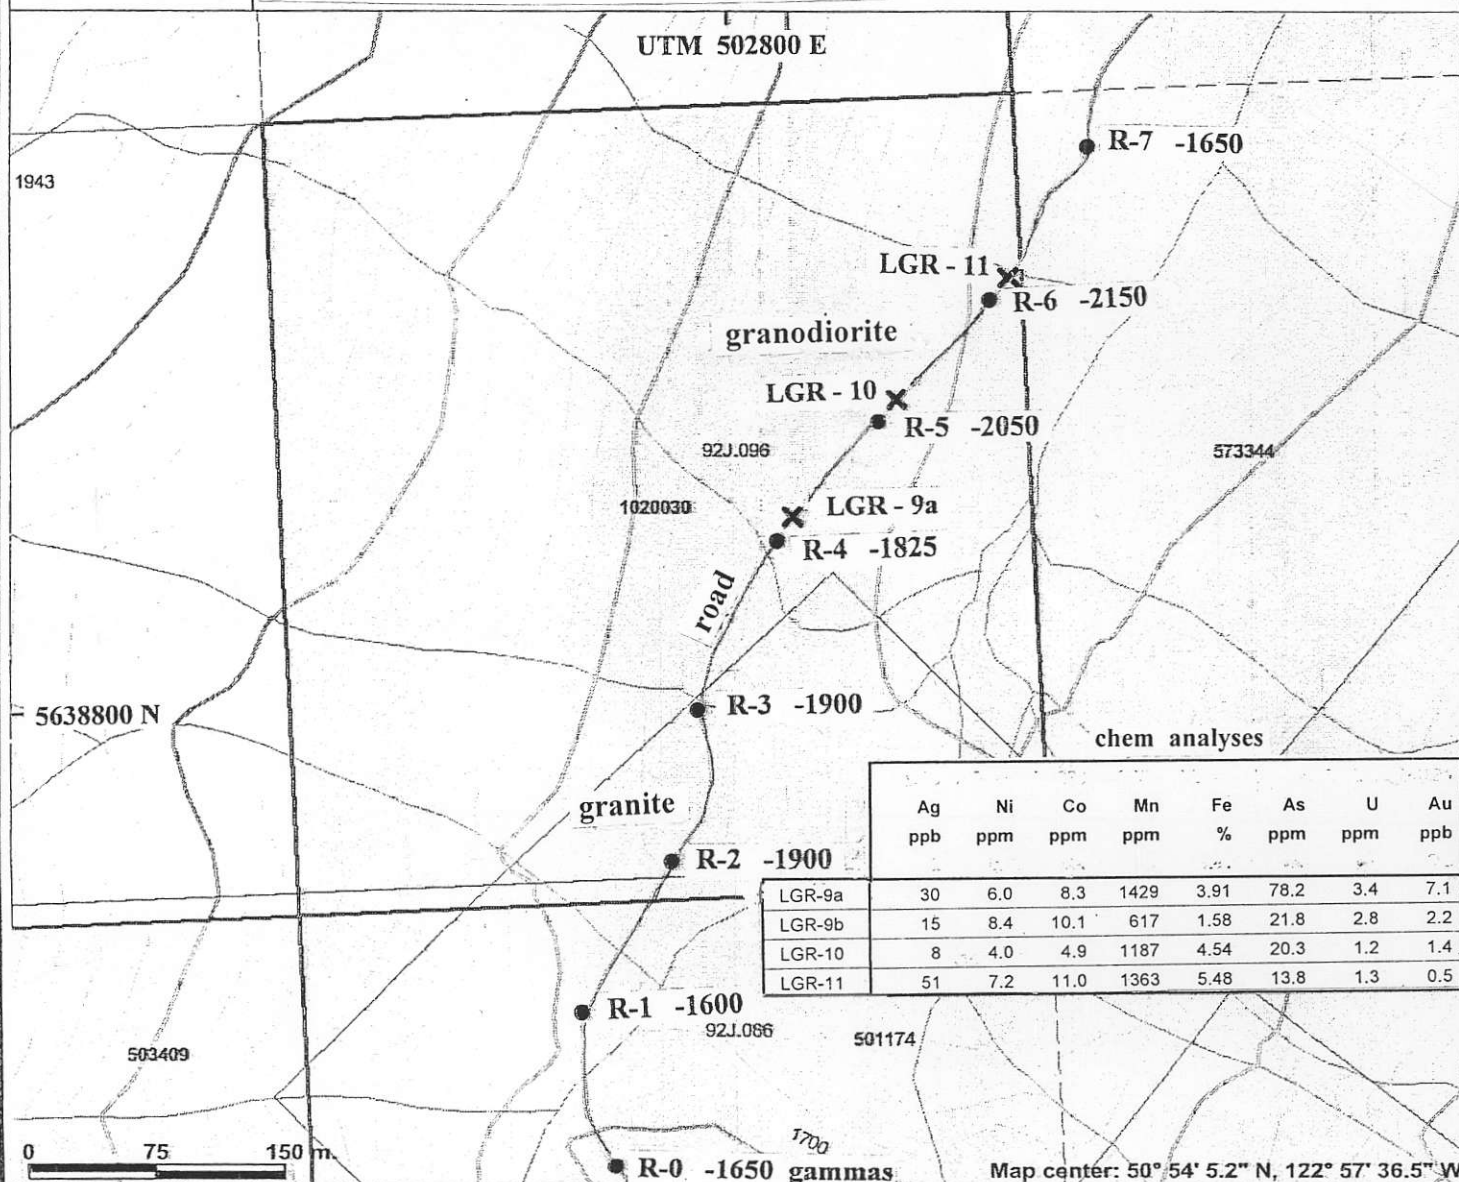 UTM 502800 E
R-7 -1650
1943
LGR - 11
R-6 -2150
granodiorite
LGR - 10
R-5 -2050
92J.096
573344
1020030
LGR - 9a
R-4 -1825
road
R-3 -1900
5638800 N
chem analyses
granite
Ag Ni Co Mn Fe As U Au
ppb ppm ppm ppm % ppm ppm ppb
R-2 -1900
LGR-9a 30 6.0 8.3 1429 3.91 78.2 3.4 7.1
LGR-9b 15 8.4 10.1 617 1.58 21.8 2.8 2.2
LGR-10 8 4.0 4.9 1187 4.54 20.3 1.2 1.4
LGR-11 51 7.2 11.0 1363 5.48 13.8 1.3 0.5
R-1 -1600
92J.086
501174
503409
1700
0 75 150 m.
R-0 -1650 gammas
Map center: 50° 54' 5.2" N, 122° 57' 36.5" W